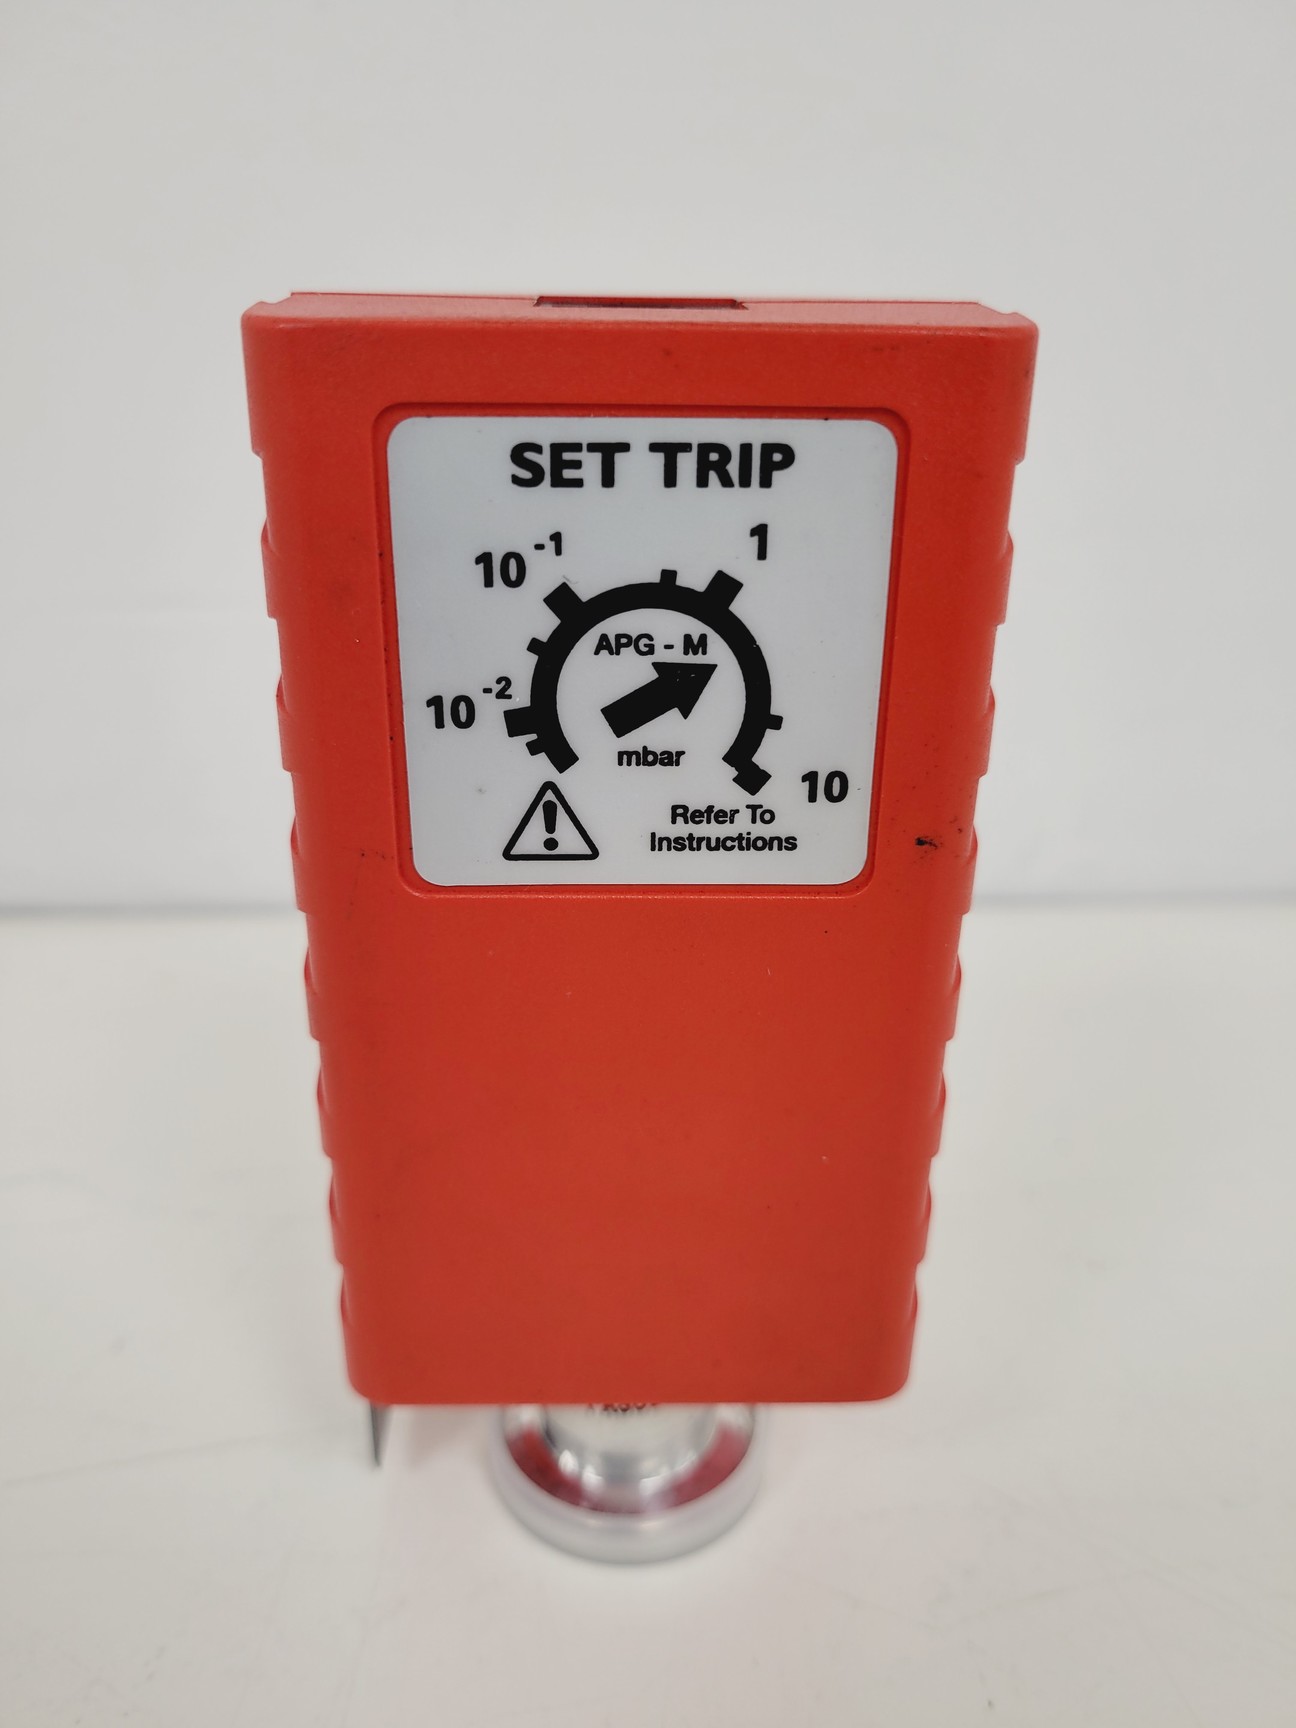 SET TRIP
10⁻¹
1
APG - M
10⁻²
mbar
10
Refer To
Instructions